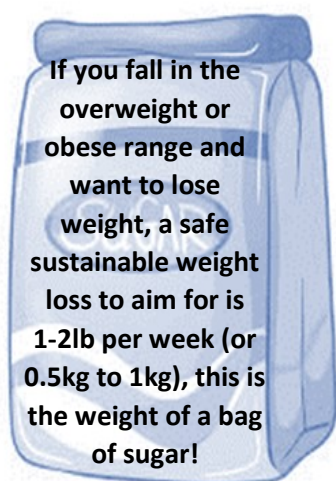 If you fall in the
overweight or
obese range and
want to lose
weight, a safe
SUGAR
sustainable weight
loss to aim for is
1-2lb per week (or
0.5kg to 1kg), this is
the weight of a bag
of sugar!